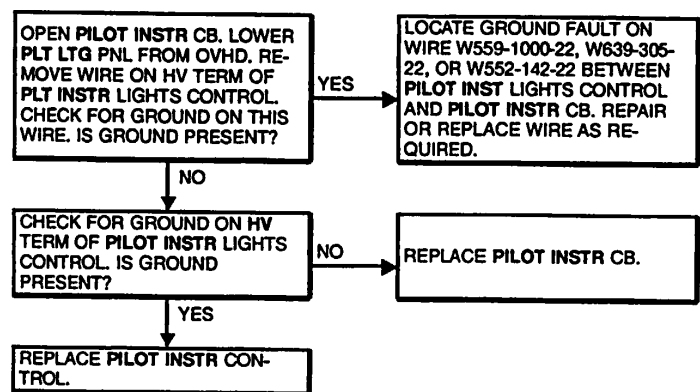 OPEN PILOT INSTR CB. LOWER
PLT LTG PNL FROM OVHD. RE-
MOVE WIRE ON HV TERM OF
PLT INSTR LIGHTS CONTROL.
CHECK FOR GROUND ON THIS
WIRE. IS GROUND PRESENT?
YES
LOCATE GROUND FAULT ON
WIRE W559-1000-22, W639-305-
22, OR W552-142-22 BETWEEN
PILOT INST LIGHTS CONTROL
AND PILOT INSTR CB. REPAIR
OR REPLACE WIRE AS RE-
QUIRED.
NO
CHECK FOR GROUND ON HV
TERM OF PILOT INSTR LIGHTS
CONTROL. IS GROUND
PRESENT?
NO
REPLACE PILOT INSTR CB.
YES
REPLACE PILOT INSTR CON-
TROL.